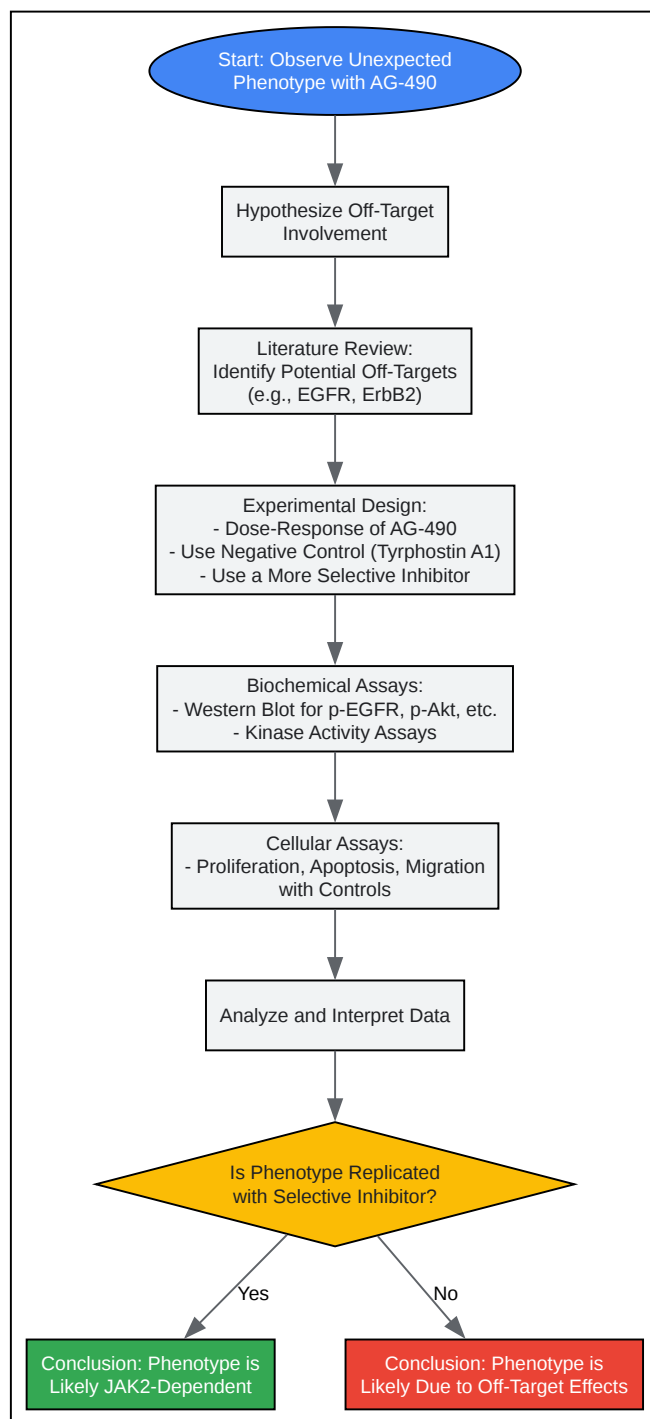 Start: Observe Unexpected
Phenotype with AG-490
Hypothesize Off-Target
Involvement
Literature Review:
Identify Potential Off-Targets
(e.g., EGFR, ErbB2)
Experimental Design:
- Dose-Response of AG-490
- Use Negative Control (Tyrphostin A1)
- Use a More Selective Inhibitor
Biochemical Assays:
- Western Blot for p-EGFR, p-Akt, etc.
- Kinase Activity Assays
Cellular Assays:
- Proliferation, Apoptosis, Migration
with Controls
Analyze and Interpret Data
Is Phenotype Replicated
with Selective Inhibitor?
Yes
No
Conclusion: Phenotype is
Likely JAK2-Dependent
Conclusion: Phenotype is
Likely Due to Off-Target Effects